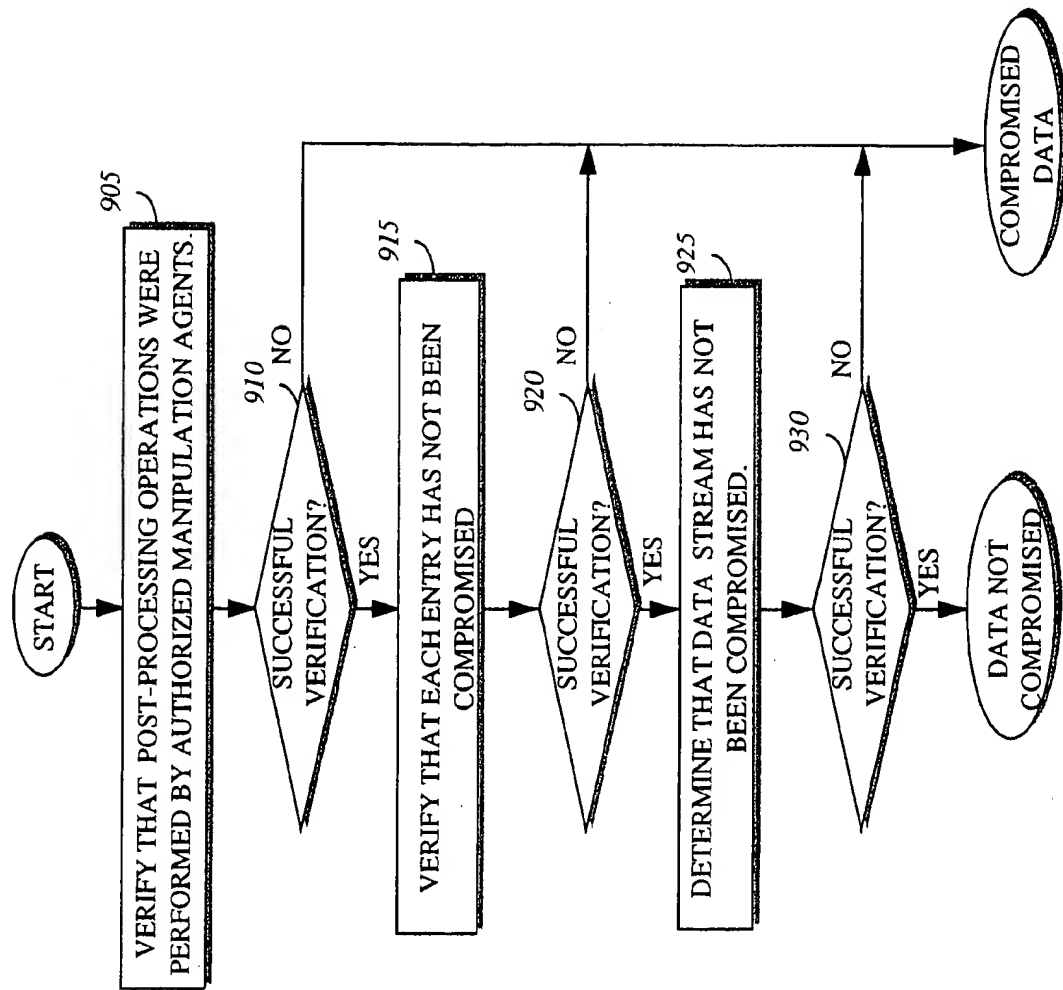 START
905
VERIFY THAT POST-PROCESSING OPERATIONS WERE
PERFORMED BY AUTHORIZED MANIPULATION AGENTS.
910
SUCCESSFUL
VERIFICATION?
NO
YES
915
VERIFY THAT EACH ENTRY HAS NOT BEEN
COMPROMISED
920
SUCCESSFUL
VERIFICATION?
NO
YES
925
DETERMINE THAT DATA STREAM HAS NOT
BEEN COMPROMISED.
930
SUCCESSFUL
VERIFICATION?
NO
YES
DATA NOT
COMPROMISED
COMPROMISED
DATA